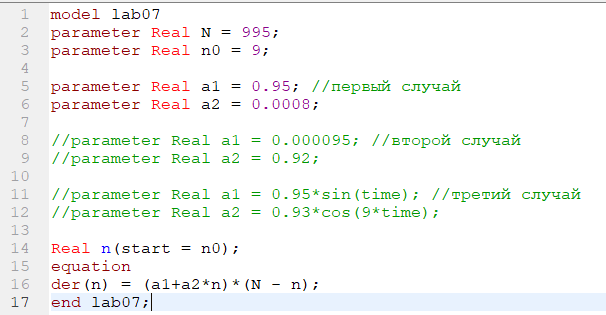 1 model lab07
2 parameter Real N = 995;
3 parameter Real n0 = 9;
4
5 parameter Real a1 = 0.95; //первый случай
6 parameter Real a2 = 0.0008;
7
8 //parameter Real a1 = 0.000095; //второй случай
9 //parameter Real a2 = 0.92;
10
11 //parameter Real a1 = 0.95*sin(time); //третий случай
12 //parameter Real a2 = 0.93*cos(9*time);
13
14 Real n(start = n0);
15 equation
16 der(n) = (a1+a2*n)*(N - n);
17 end lab07;